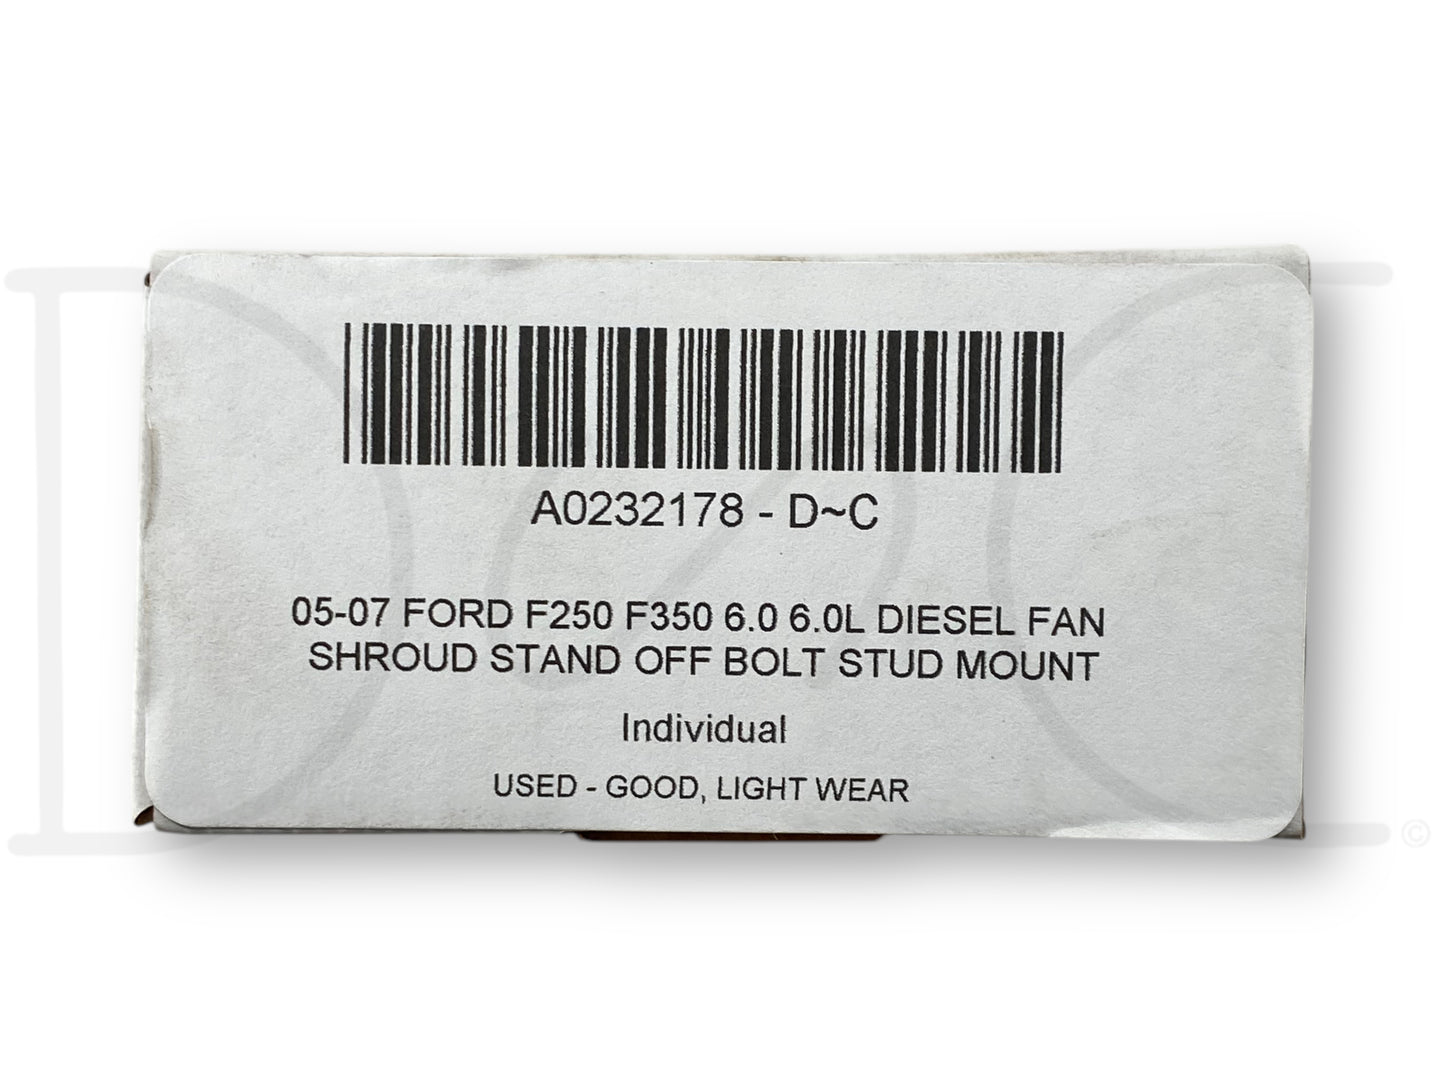 A0232178 - D~C
05-07 FORD F250 F350 6.0 6.0L DIESEL FAN
SHROUD STAND OFF BOLT STUD MOUNT
Individual
USED - GOOD, LIGHT WEAR
©